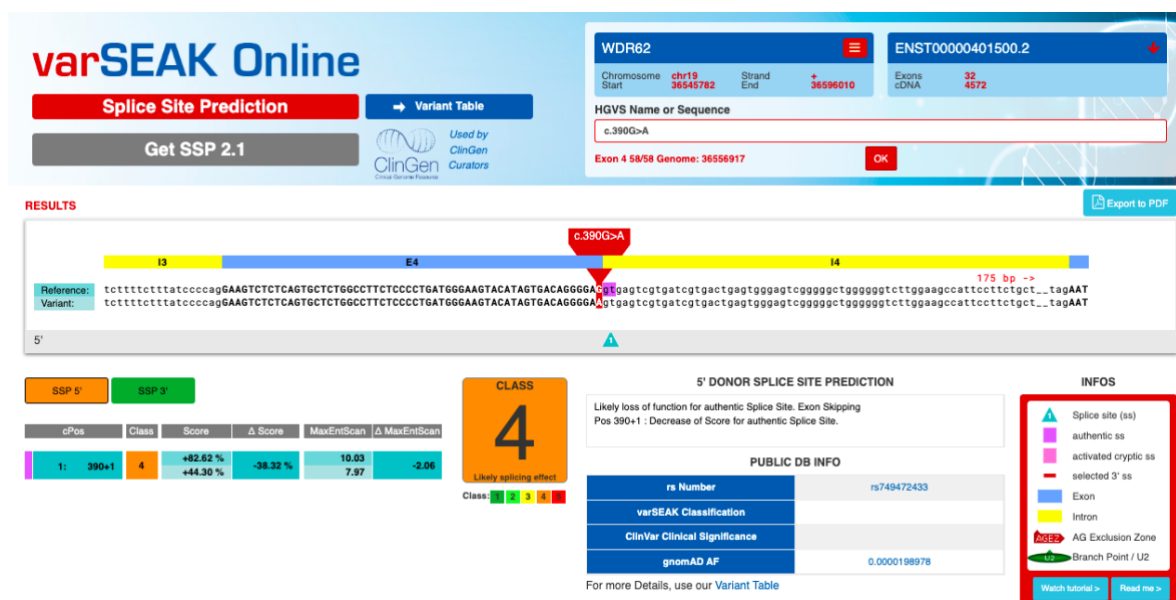 varSEAK Online
Splice Site Prediction
➡ Variant Table
Get SSP 2.1
ClinGen
Clinical Genome Resource
Used by
ClinGen
Curators
WDR62
Chromosome chr19 Strand +
Start 36545782 End 36596010
ENST00000401500.2
Exons 32
cDNA 4572
HGVS Name or Sequence
c.390G>A
Exon 4 58/58 Genome: 36556917
OK
RESULTS
Export to PDF
c.390G>A
I3 E4 I4
175 bp ->
Reference: tcttttctttatccccagGAAGTCTCTCAGTGCTCTGGCCTTCTCCCCTGATGGGAAGTACATAGTGACAGGGGAGgtgagtcgtgatcgtgactgagtgggagtcgggggctggggggtcttggaagccattccttctgct__tagAAT
Variant: tcttttctttatccccagGAAGTCTCTCAGTGCTCTGGCCTTCTCCCCTGATGGGAAGTACATAGTGACAGGGGAAgtgagtcgtgatcgtgactgagtgggagtcgggggctggggggtcttggaagccattccttctgct__tagAAT
5' 1
SSP 5' SSP 3'
cPos Class Score Δ Score MaxEntScan Δ MaxEntScan
1: 390+1 4 +82.62 % -38.32 % 10.03 -2.06
+44.30 % 7.97
CLASS
4
Likely splicing effect
Class: 1 2 3 4 5
5' DONOR SPLICE SITE PREDICTION
Likely loss of function for authentic Splice Site. Exon Skipping
Pos 390+1 : Decrease of Score for authentic Splice Site.
PUBLIC DB INFO
rs Number rs749472433
varSEAK Classification
ClinVar Clinical Significance
gnomAD AF 0.0000198978
For more Details, use our Variant Table
INFOS
1 Splice site (ss)
authentic ss
activated cryptic ss
selected 3' ss
Exon
Intron
AGEZ AG Exclusion Zone
U2 Branch Point / U2
Watch tutorial > Read me >